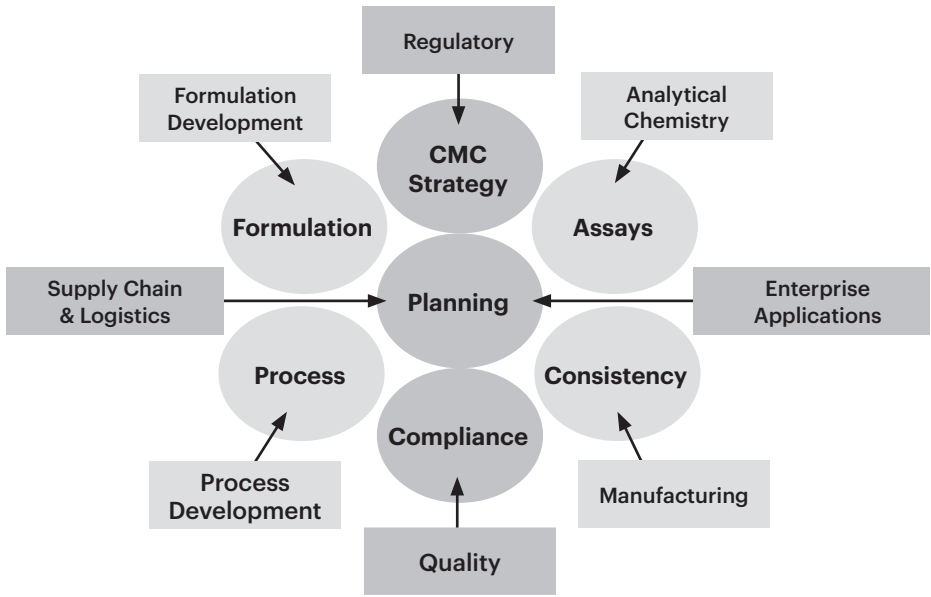 Regulatory
Formulation
Development
Analytical
Chemistry
CMC
Strategy
Formulation
Assays
Supply Chain
& Logistics
Planning
Enterprise
Applications
Process
Consistency
Compliance
Process
Development
Manufacturing
Quality